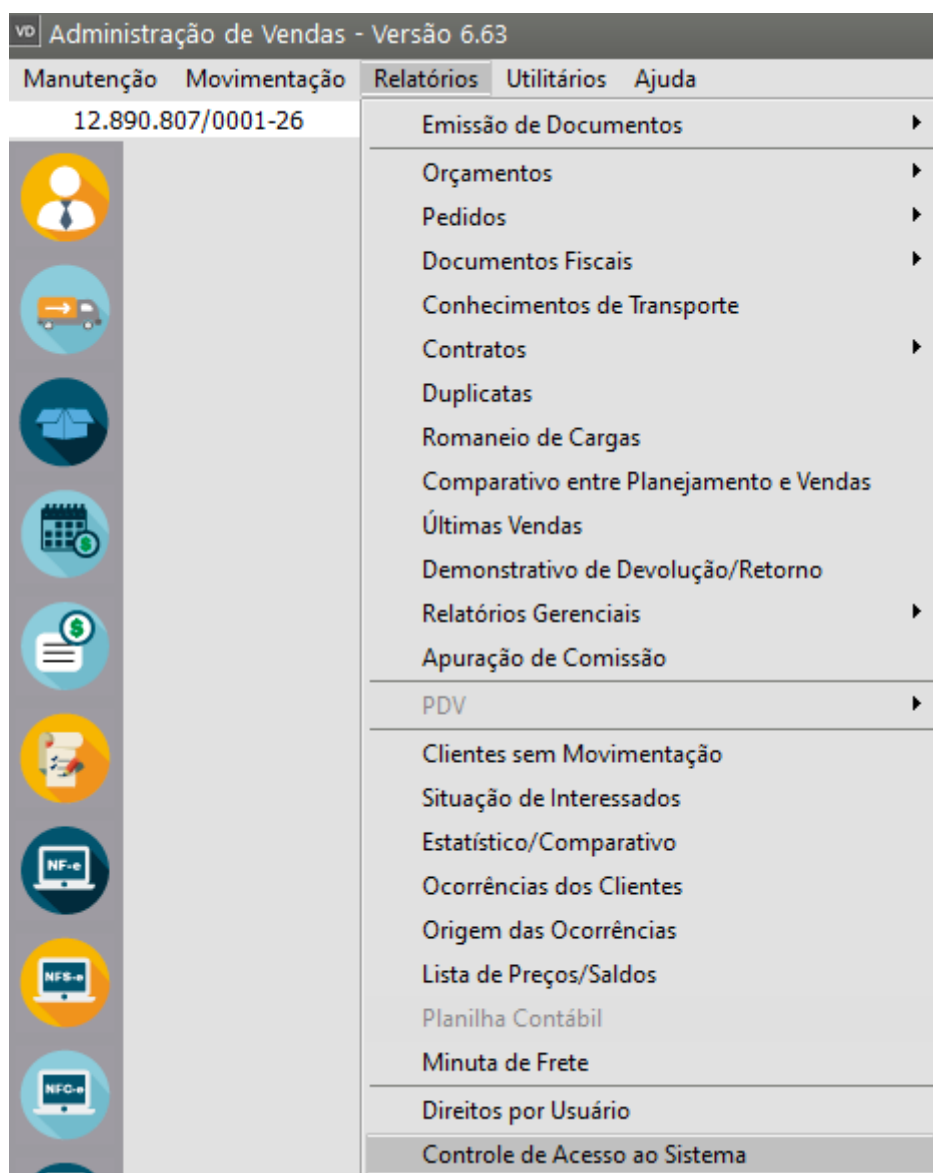 VD Administração de Vendas - Versão 6.63
Manutenção Movimentação Relatórios Utilitários Ajuda
12.890.807/0001-26
Emissão de Documentos
Orçamentos
Pedidos
Documentos Fiscais
Conhecimentos de Transporte
Contratos
Duplicatas
Romaneio de Cargas
Comparativo entre Planejamento e Vendas
Últimas Vendas
Demonstrativo de Devolução/Retorno
Relatórios Gerenciais
Apuração de Comissão
PDV
Clientes sem Movimentação
Situação de Interessados
Estatístico/Comparativo
NF-e
Ocorrências dos Clientes
Origem das Ocorrências
NFS-e
Lista de Preços/Saldos
Planilha Contábil
Minuta de Frete
NFC-e
Direitos por Usuário
Controle de Acesso ao Sistema